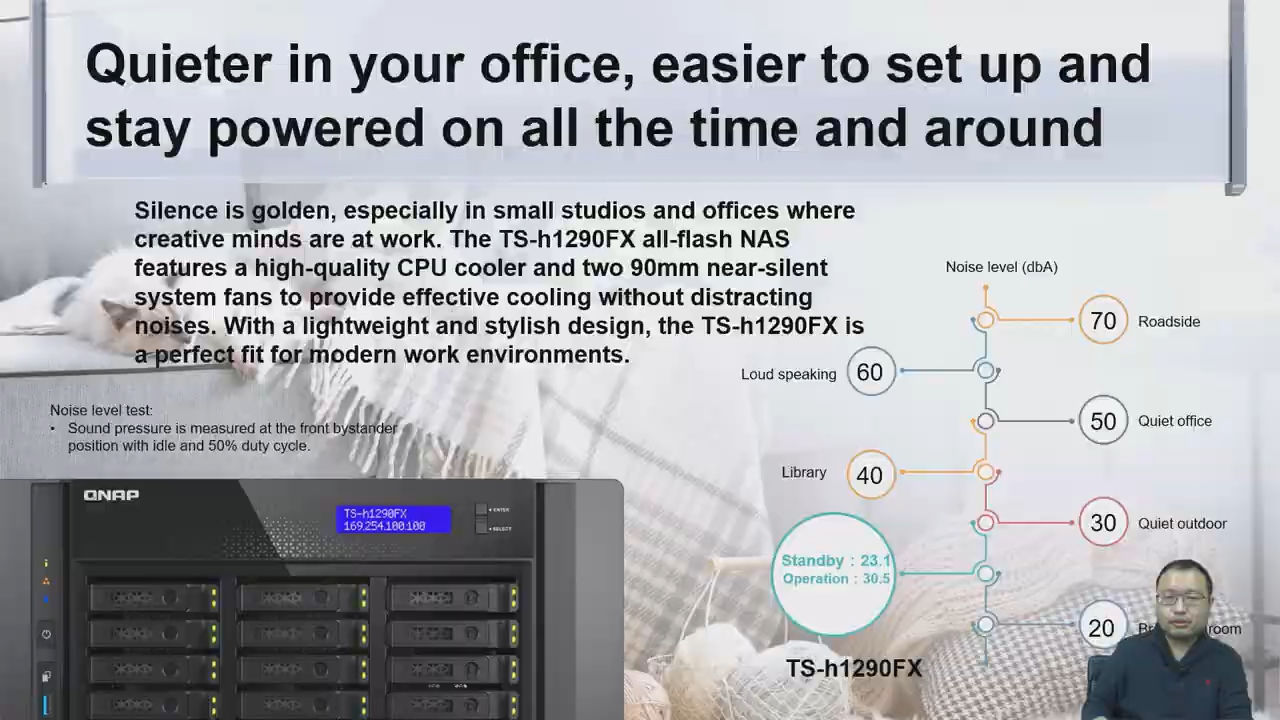 Quieter in your office, easier to set up and
stay powered on all the time and around
Silence is golden, especially in small studios and offices where
creative minds are at work. The TS-h1290FX all-flash NAS
features a high-quality CPU cooler and two 90mm near-silent
system fans to provide effective cooling without distracting
noises. With a lightweight and stylish design, the TS-h1290FX is
a perfect fit for modern work environments.
Noise level test:
• Sound pressure is measured at the front bystander
position with idle and 50% duty cycle.
Noise level (dbA)
70 Roadside
Loud speaking 60
50 Quiet office
Library 40
30 Quiet outdoor
Standby : 23.1
Operation : 30.5
20 room
TS-h1290FX
QNAP
TS-h1290FX
169.254.100.100
ENTER
SELECT